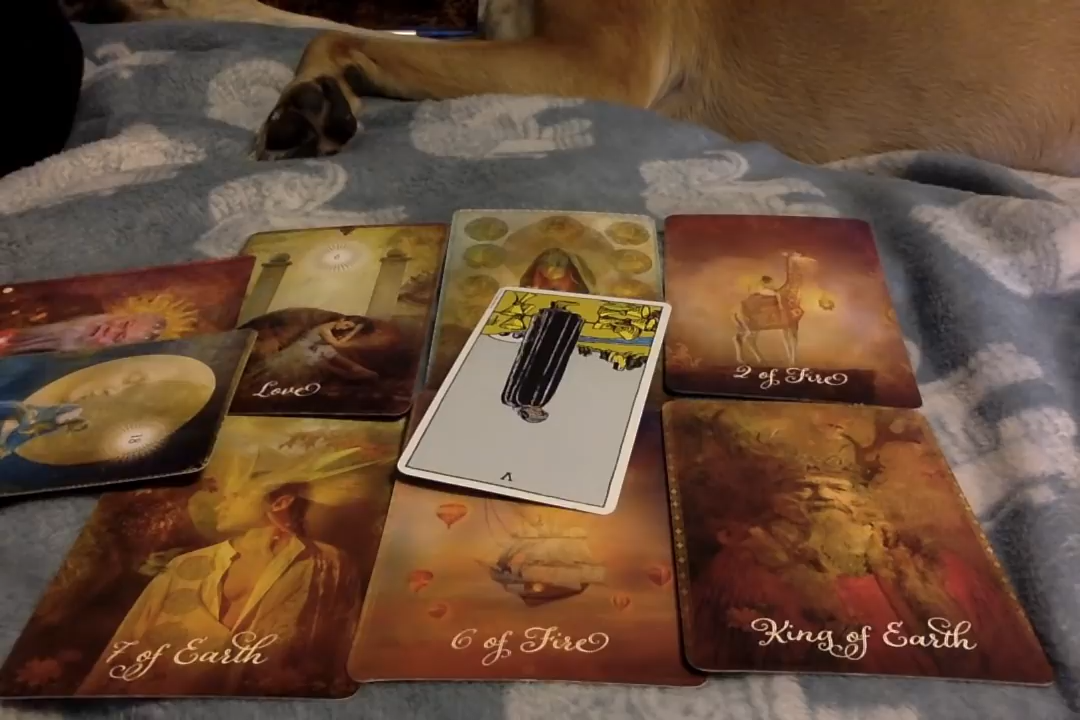 Love
2 of Fire
V
7 of Earth
6 of Fire
King of Earth